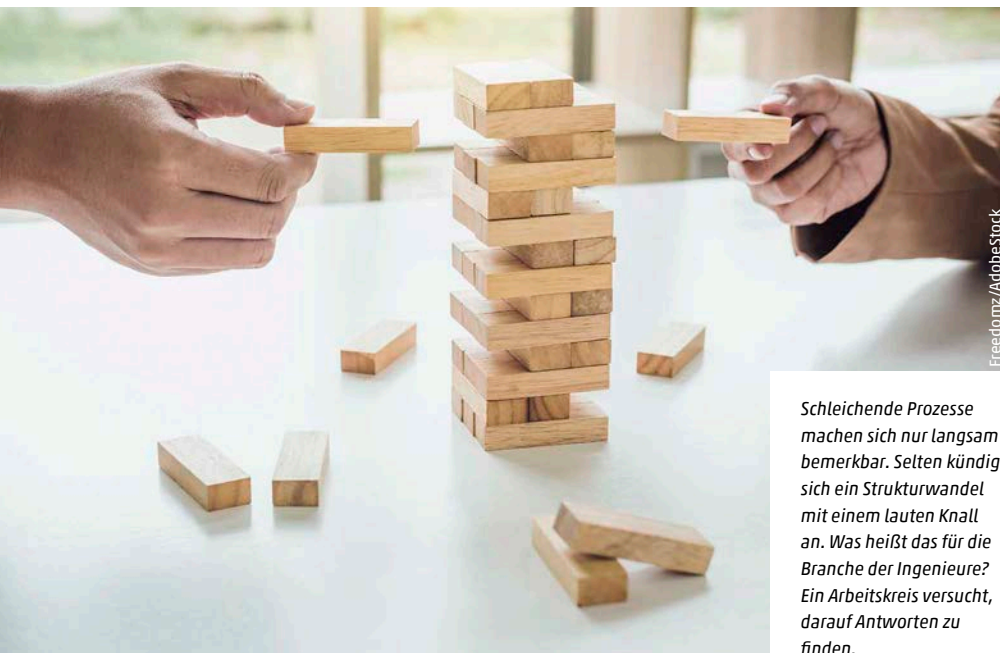 Freedomz/AdobeStock
Schleichende Prozesse
machen sich nur langsam
bemerkbar. Selten kündig
sich ein Strukturwandel
mit einem lauten Knall
an. Was heißt das für die
Branche der Ingenieure?
Ein Arbeitskreis versucht,
darauf Antworten zu
finden.